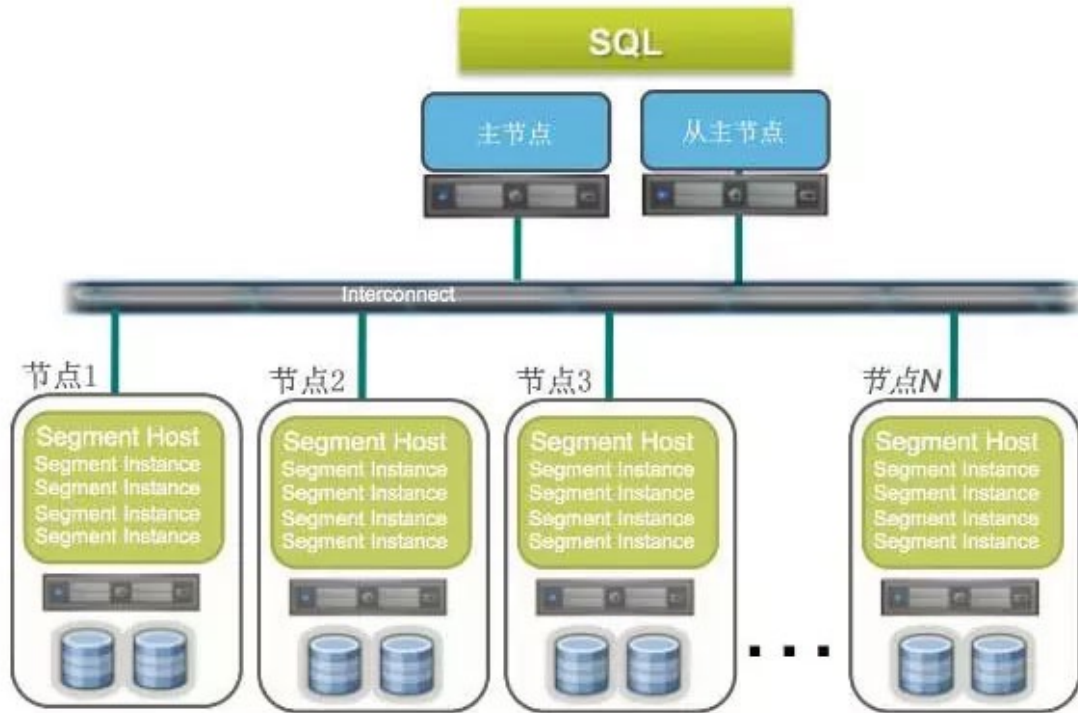 SQL
主节点
从主节点
Interconnect
节点1
节点2
节点3
节点N
Segment Host
Segment Instance
Segment Instance
Segment Instance
Segment Instance
Segment Host
Segment Instance
Segment Instance
Segment Instance
Segment Instance
Segment Host
Segment Instance
Segment Instance
Segment Instance
Segment Instance
Segment Host
Segment Instance
Segment Instance
Segment Instance
Segment Instance